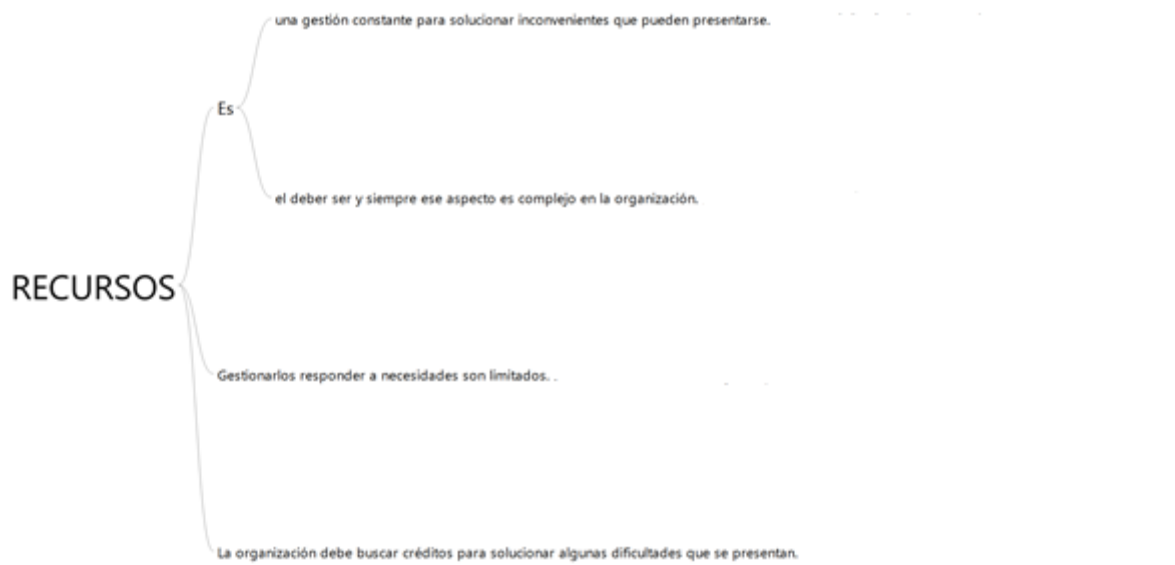 una gestión constante para solucionar inconvenientes que pueden presentarse.
Es
el deber ser y siempre ese aspecto es complejo en la organización.
RECURSOS
Gestionarlos responder a necesidades son limitados. .
La organización debe buscar créditos para solucionar algunas dificultades que se presentan.